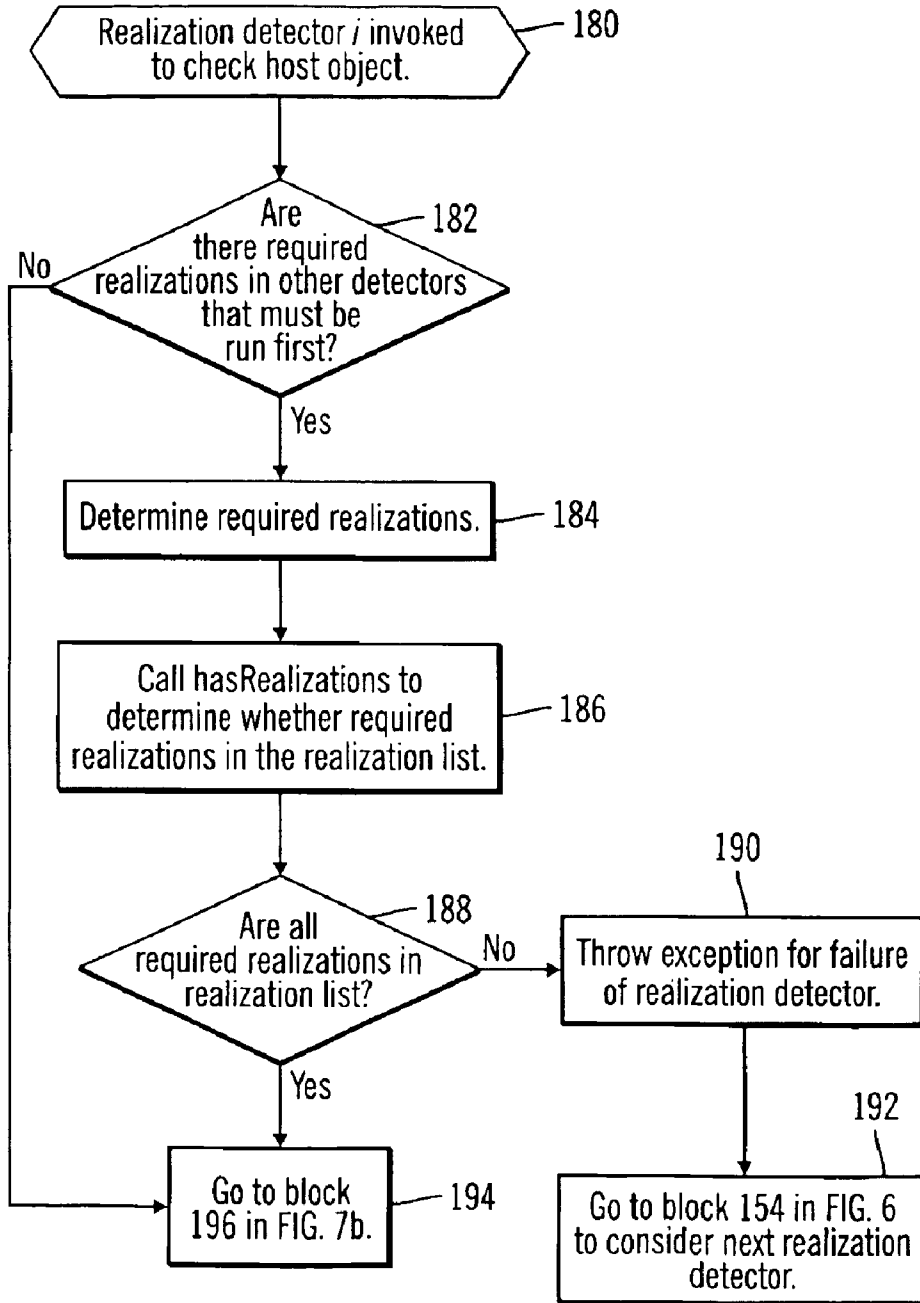 Realization detector i invoked
to check host object.
180
Are
there required
realizations in other detectors
that must be
run first?
182
No
Yes
Determine required realizations.
184
Call hasRealizations to
determine whether required
realizations in the realization list.
186
Are all
required realizations in
realization list?
188
No
Yes
190
Throw exception for failure
of realization detector.
192
Go to block 154 in FIG. 6
to consider next realization
detector.
Go to block
196 in FIG. 7b.
194